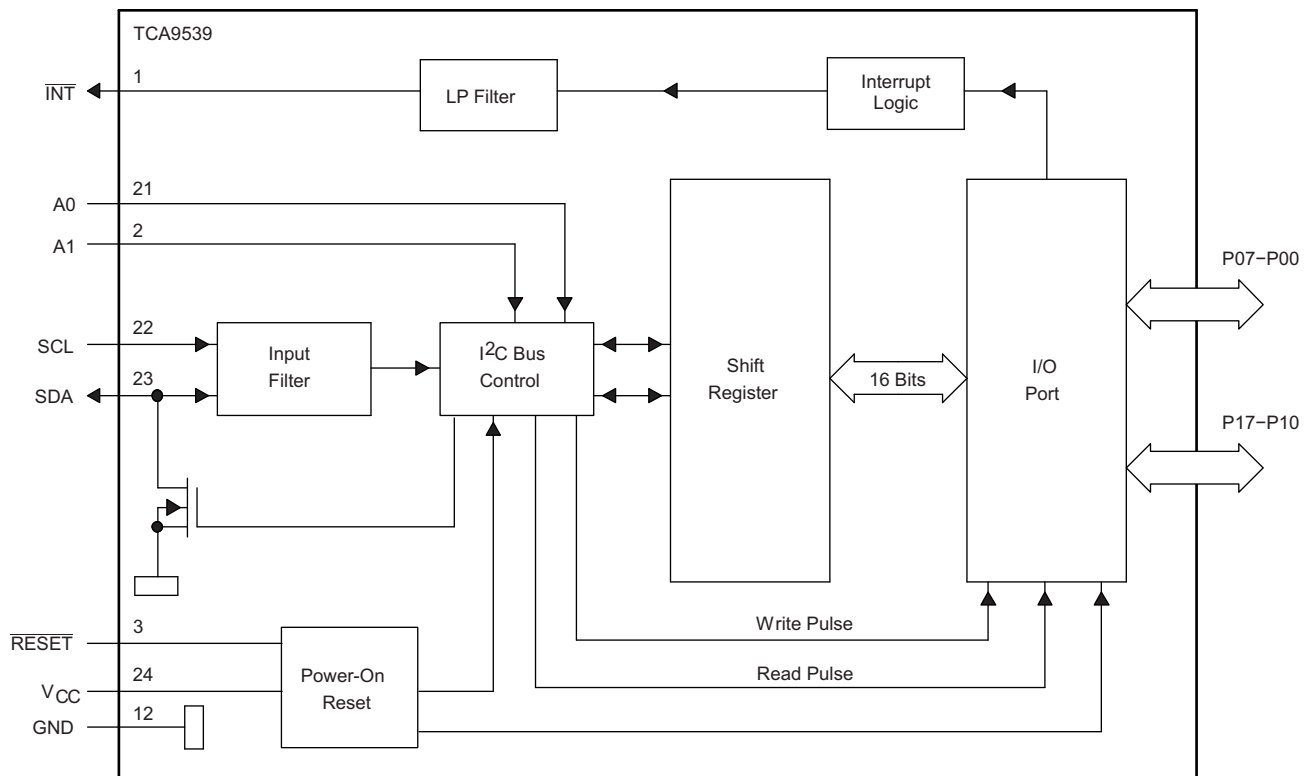 TCA9539
1
INT
LP Filter
Interrupt
Logic
21
A0
2
A1
P07–P00
22
SCL
Input
Filter
I2C Bus
Control
Shift
Register
16 Bits
I/O
Port
23
SDA
P17–P10
Write Pulse
3
RESET
Read Pulse
Power-On
Reset
24
VCC
12
GND